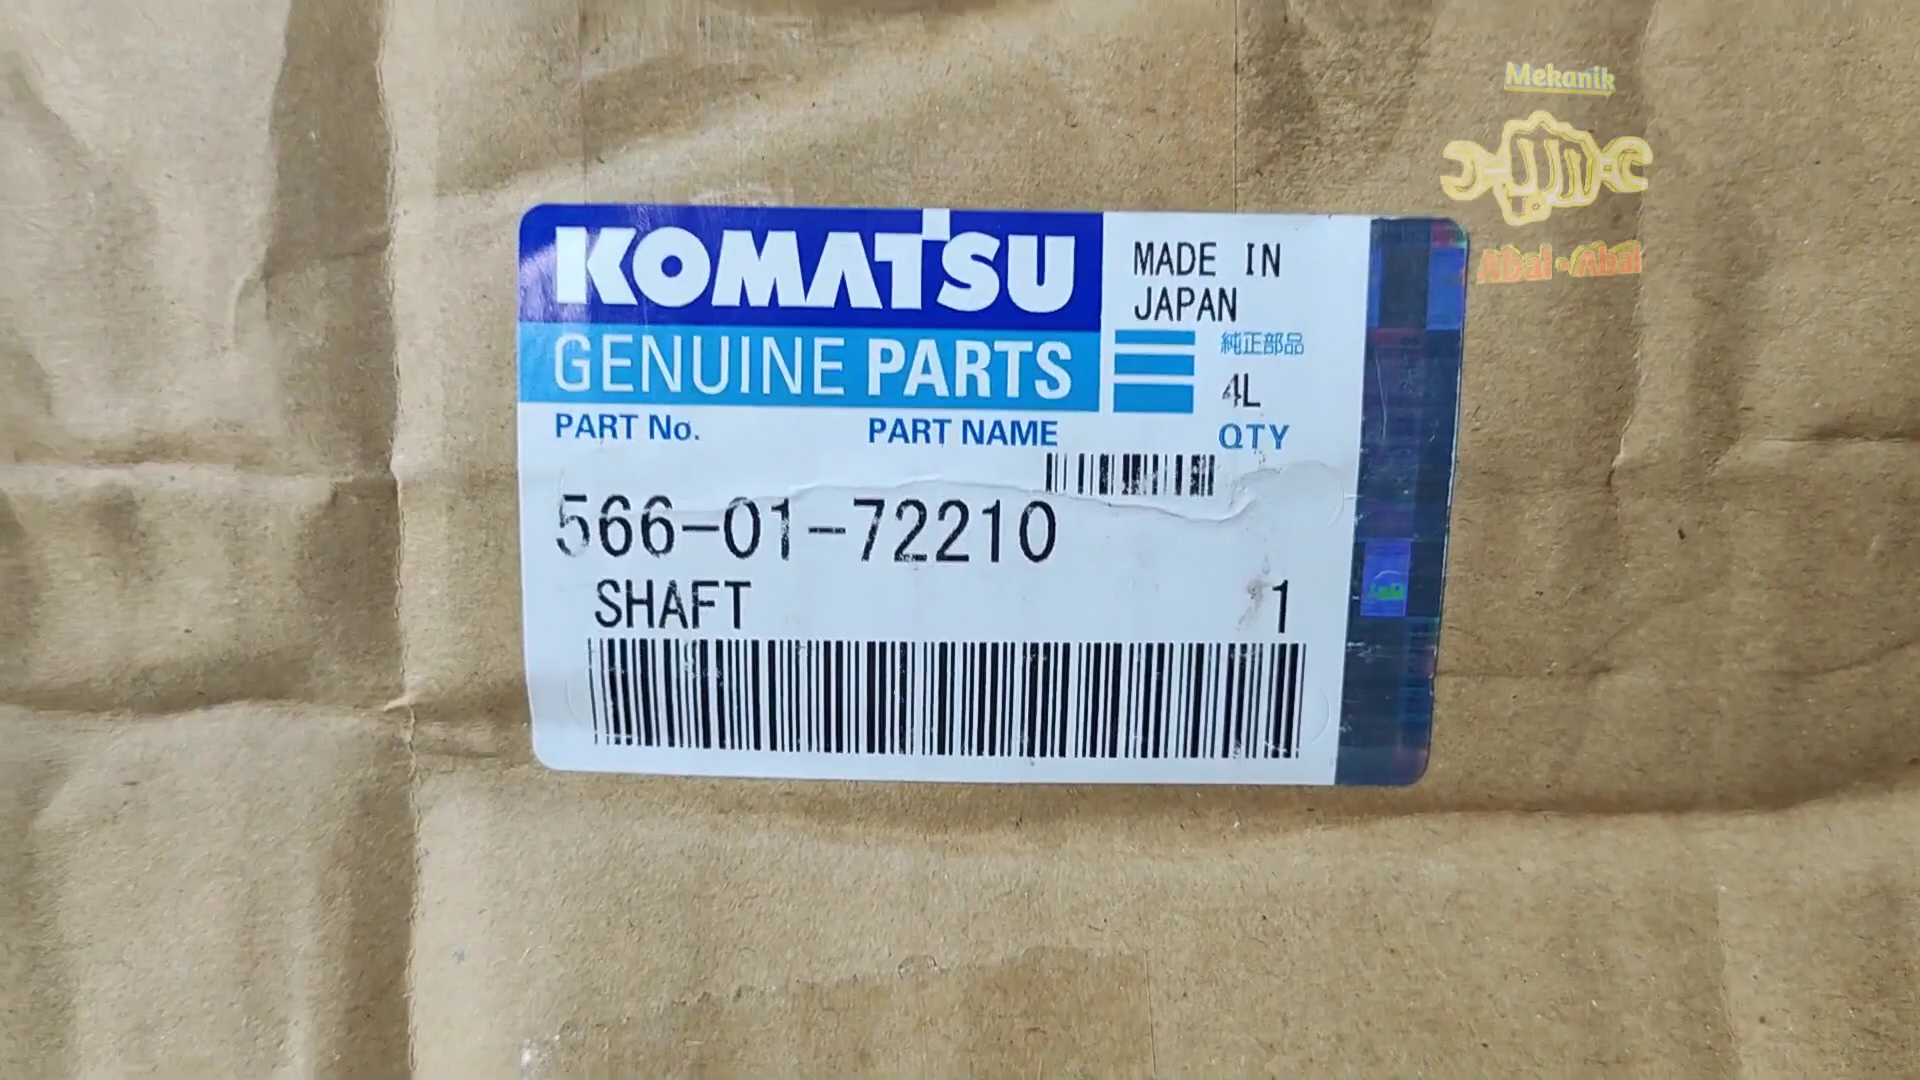 Mekanik
Abal - Abal
KOMATSU
GENUINE PARTS
MADE IN
JAPAN
純正部品
4L
PART No.
PART NAME
QTY
566-01-72210
SHAFT
1